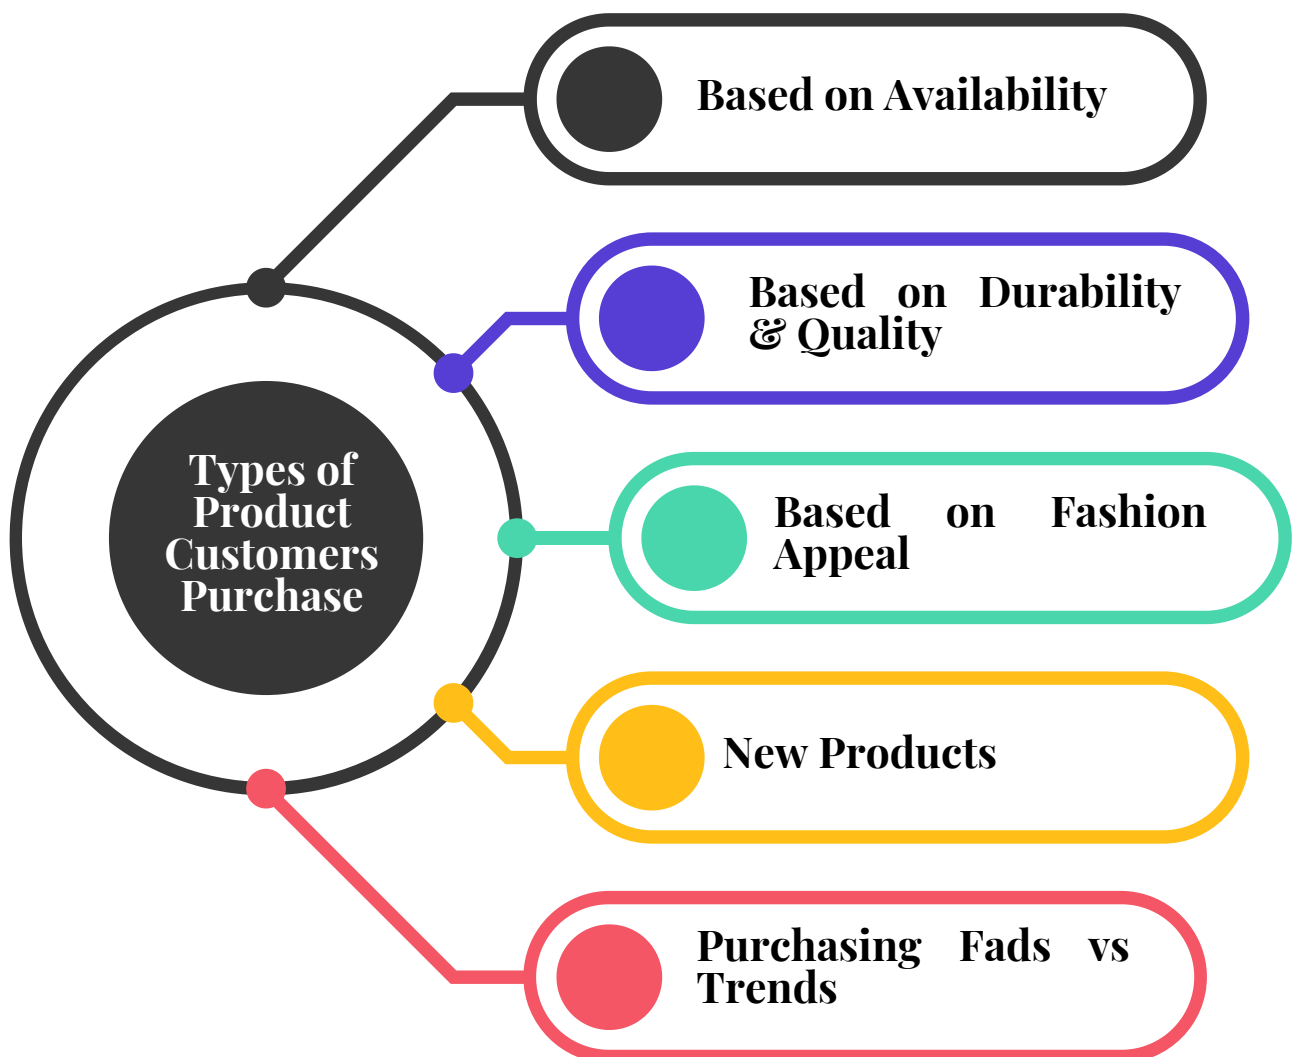 Based on Availability
Based on Durability
& Quality
Types of
Product
Customers
Purchase
Based on Fashion
Appeal
New Products
Purchasing Fads vs
Trends